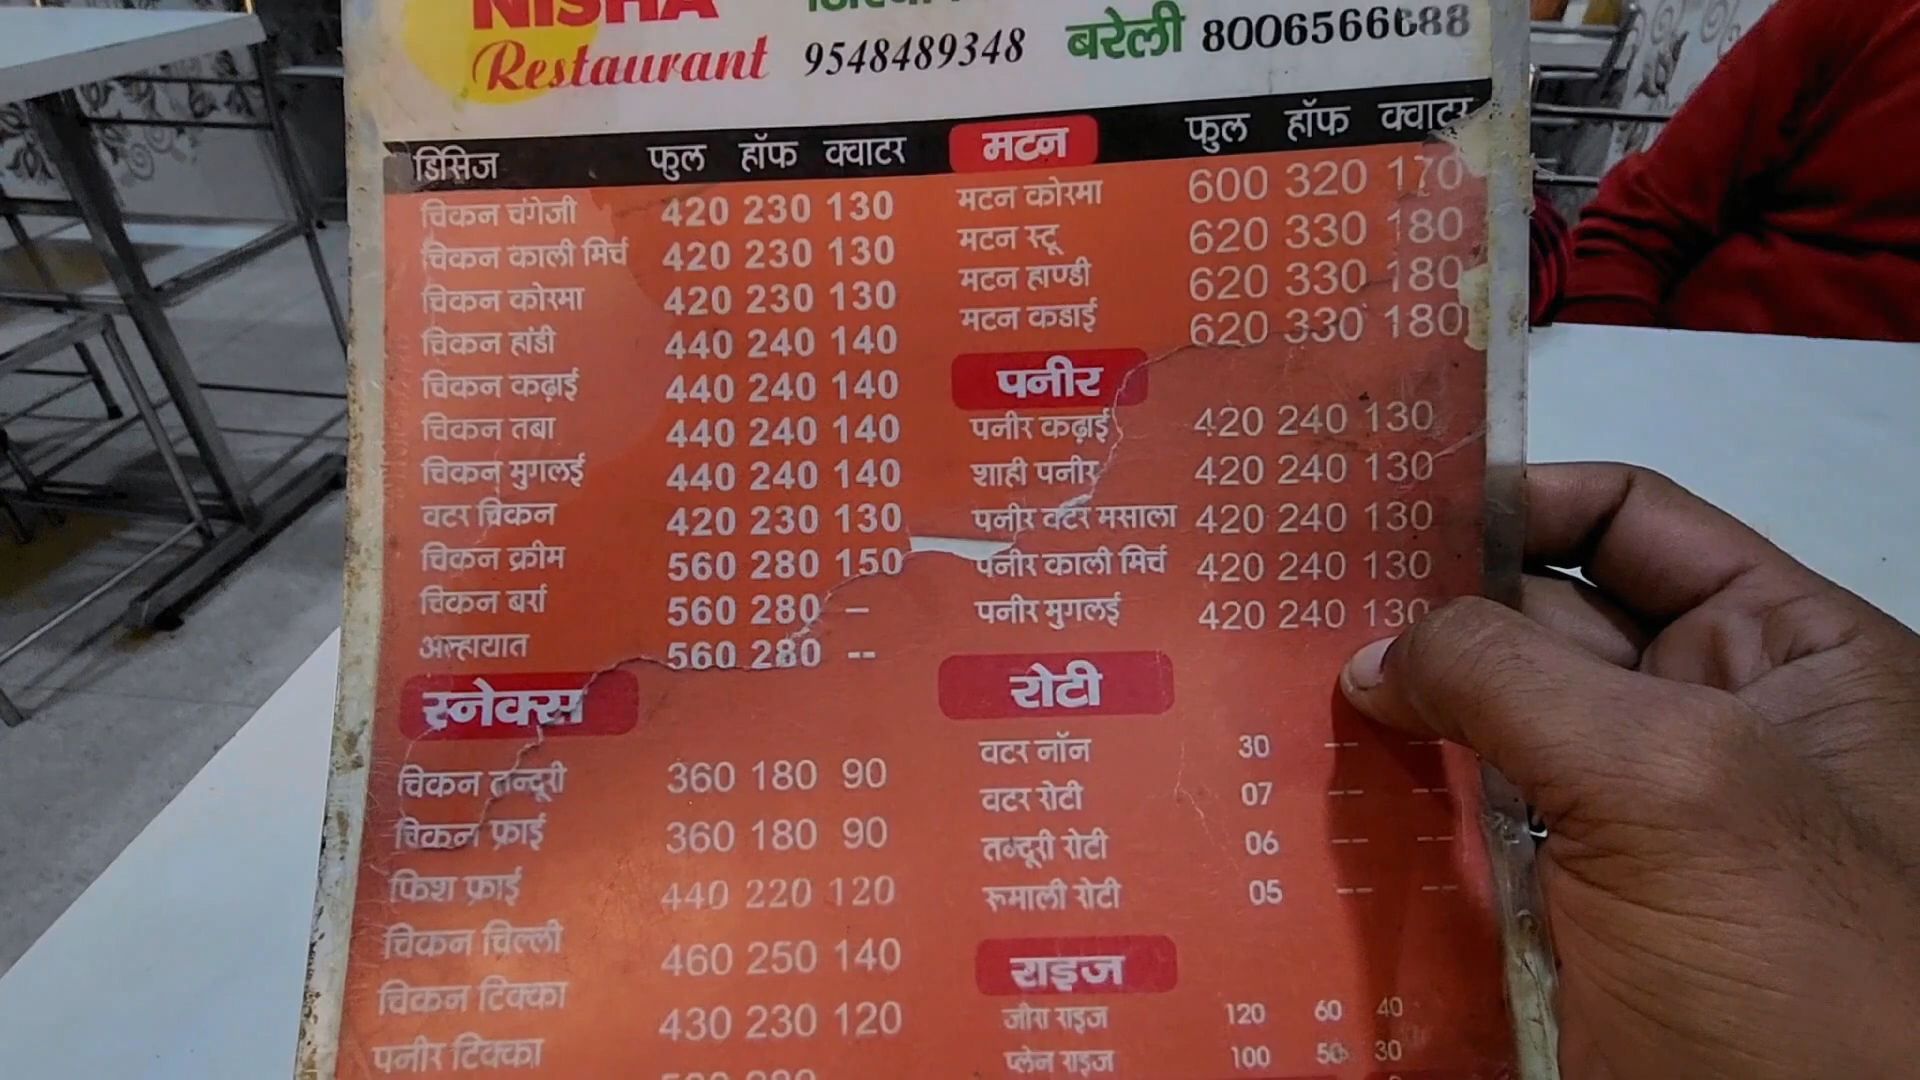 NISHA
Restaurant 9548489348 बरेली 8006566688
डिसिज फुल हॉफ क्वाटर
चिकन चंगेजी 420 230 130
चिकन काली मिर्च 420 230 130
चिकन कोरमा 420 230 130
चिकन हांडी 440 240 140
चिकन कढ़ाई 440 240 140
चिकन तबा 440 240 140
चिकन मुगलई 440 240 140
वटर चिकन 420 230 130
चिकन क्रीम 560 280 150
चिकन बर्रा 560 280 –
अल्हायात 560 280 --
स्नेक्स
चिकन तन्दूरी 360 180 90
चिकन फ्राई 360 180 90
फिश फ्राई 440 220 120
चिकन चिल्ली 460 250 140
चिकन टिक्का 430 230 120
पनीर टिक्का
मटन फुल हॉफ क्वाटर
मटन कोरमा 600 320 170
मटन स्टू 620 330 180
मटन हाण्डी 620 330 180
मटन कडाई 620 330 180
पनीर
पनीर कढ़ाई 420 240 130
शाही पनीर 420 240 130
पनीर वटर मसाला 420 240 130
पनीर काली मिर्च 420 240 130
पनीर मुगलई 420 240 130
रोटी
वटर नॉन 30 -- --
वटर रोटी 07 -- --
तन्दूरी रोटी 06 -- --
रूमाली रोटी 05 -- --
राइज
जीरा राइज 120 60 40
प्लेन राइज 100 50 30